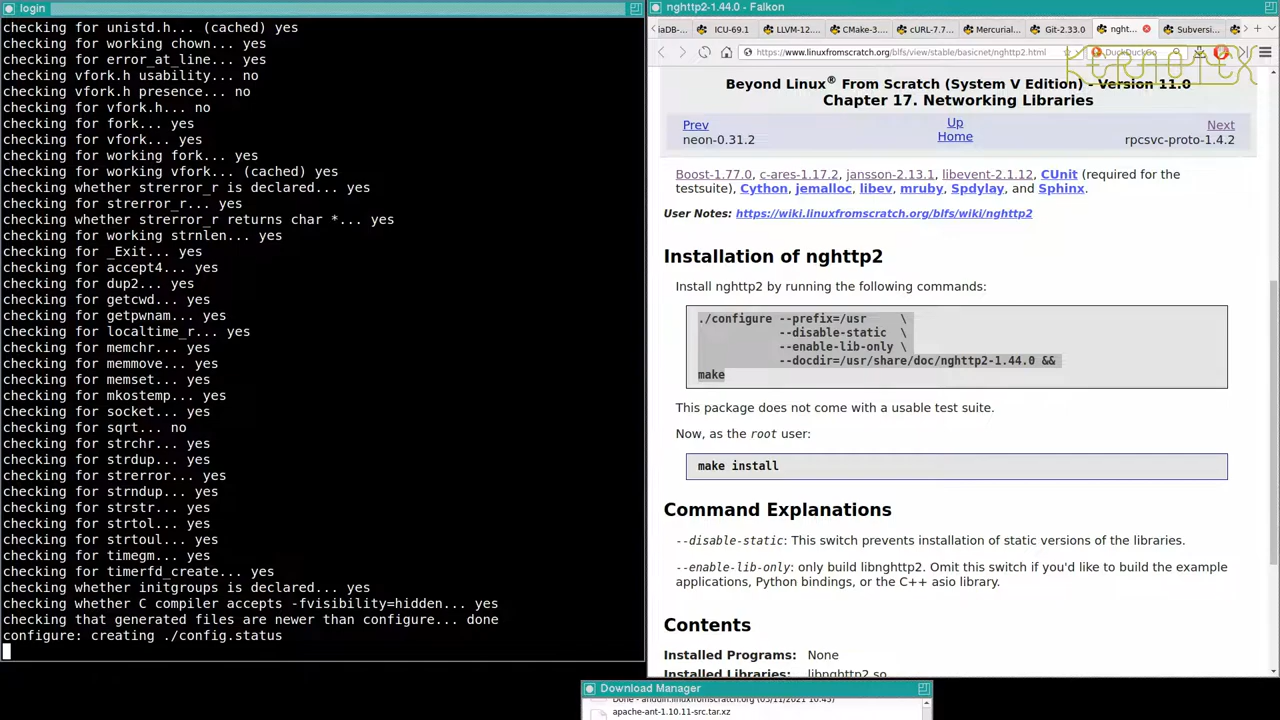 login
checking for unistd.h... (cached) yes
checking for working chown... yes
checking for error_at_line... yes
checking vfork.h usability... no
checking vfork.h presence... no
checking for vfork.h... no
checking for fork... yes
checking for vfork... yes
checking for working fork... yes
checking for working vfork... (cached) yes
checking whether strerror_r is declared... yes
checking for strerror_r... yes
checking whether strerror_r returns char *... yes
checking for working strnlen... yes
checking for _Exit... yes
checking for accept4... yes
checking for dup2... yes
checking for getcwd... yes
checking for getpwnam... yes
checking for localtime_r... yes
checking for memchr... yes
checking for memmove... yes
checking for memset... yes
checking for mkostemp... yes
checking for socket... yes
checking for sqrt... no
checking for strchr... yes
checking for strdup... yes
checking for strerror... yes
checking for strndup... yes
checking for strstr... yes
checking for strtol... yes
checking for strtoul... yes
checking for timegm... yes
checking for timerfd_create... yes
checking whether initgroups is declared... yes
checking whether C compiler accepts -fvisibility=hidden... yes
checking that generated files are newer than configure... done
configure: creating ./config.status
nghttp2-1.44.0 - Falkon
iaDB-... ICU-69.1 LLVM-12... CMake-3... cURL-7.7... Mercurial... Git-2.33.0 nght... Subversi...
https://www.linuxfromscratch.org/blfs/view/stable/basicnet/nghttp2.html DuckDuckGo
KERNOTEX
Beyond Linux® From Scratch (System V Edition) - Version 11.0
Chapter 17. Networking Libraries
Prev Up Next
neon-0.31.2 Home rpcsvc-proto-1.4.2
Boost-1.77.0, c-ares-1.17.2, jansson-2.13.1, libevent-2.1.12, CUnit (required for the
testsuite), Cython, jemalloc, libev, mruby, Spdylay, and Sphinx.
User Notes: https://wiki.linuxfromscratch.org/blfs/wiki/nghttp2
Installation of nghttp2
Install nghttp2 by running the following commands:
./configure --prefix=/usr \
--disable-static \
--enable-lib-only \
--docdir=/usr/share/doc/nghttp2-1.44.0 &&
make
This package does not come with a usable test suite.
Now, as the root user:
make install
Command Explanations
--disable-static: This switch prevents installation of static versions of the libraries.
--enable-lib-only: only build libnghttp2. Omit this switch if you'd like to build the example
applications, Python bindings, or the C++ asio library.
Contents
Installed Programs: None
Installed Libraries: libnghttp2.so
Download Manager
Done - anduin.linuxfromscratch.org (05/11/2021 10:45)
apache-ant-1.10.11-src.tar.xz